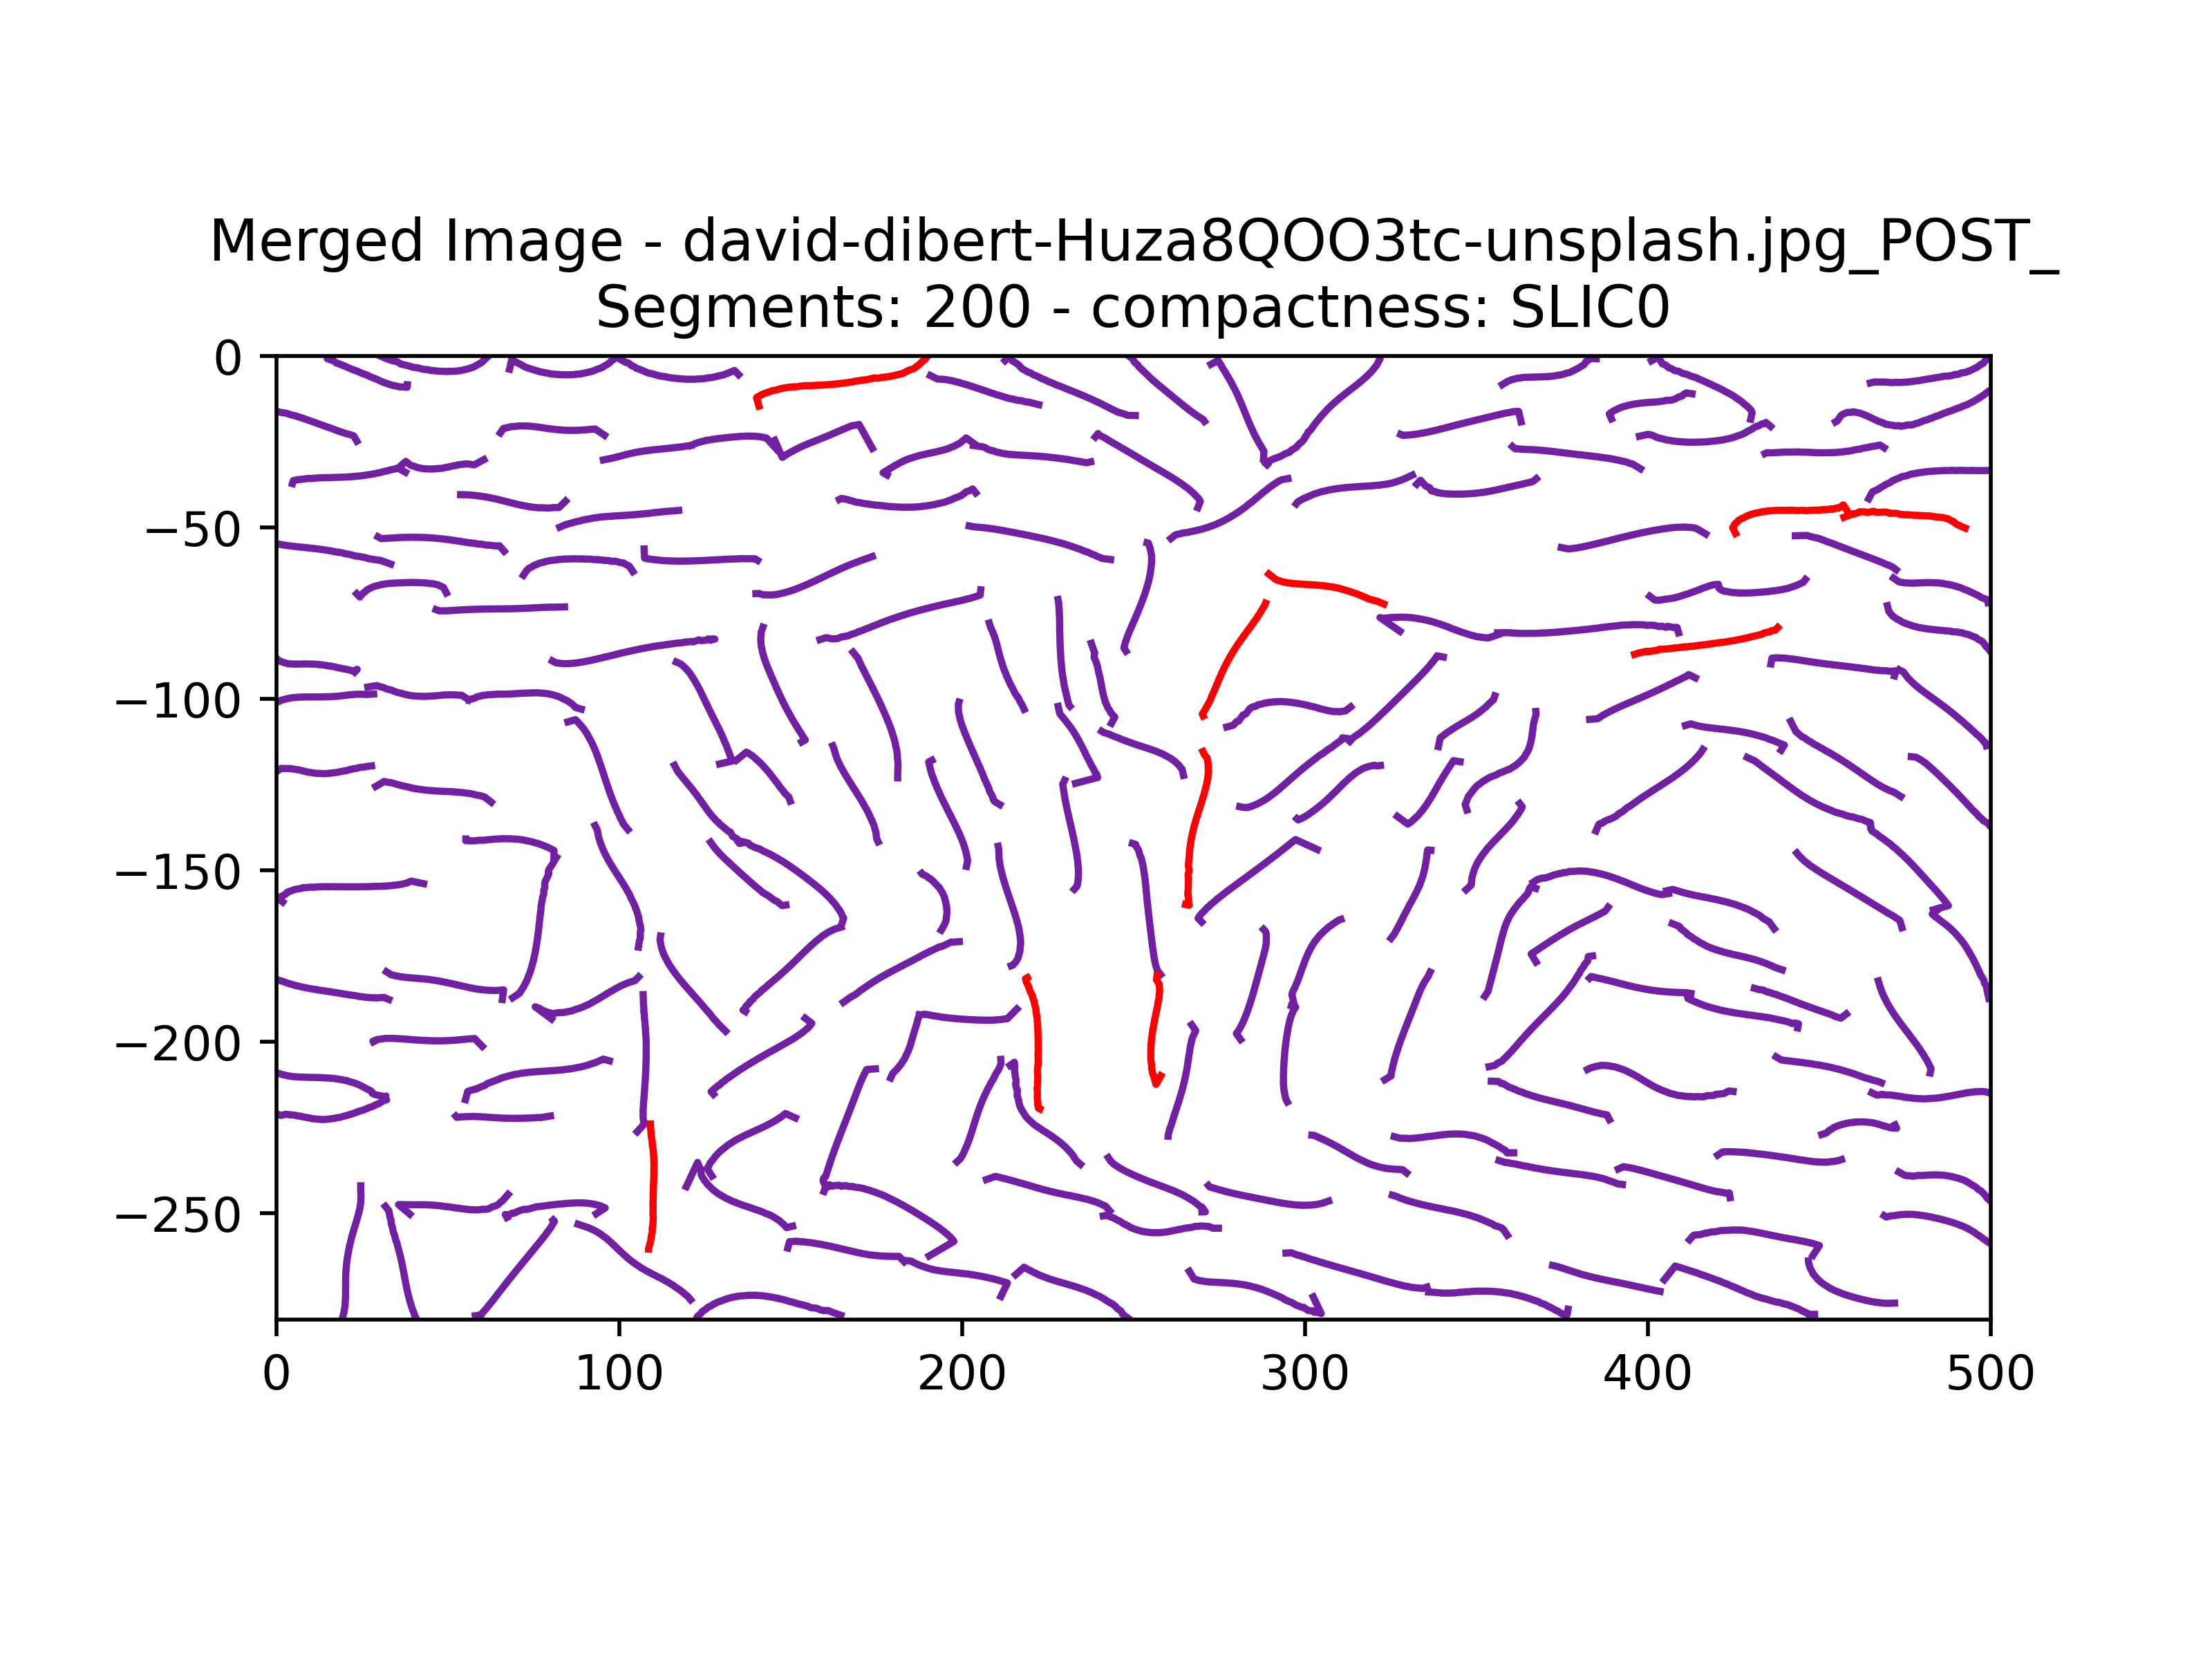 Merged Image - david-dibert-Huza8QOO3tc-unsplash.jpg_POST_
Segments: 200 - compactness: SLIC0
0
−50
−100
−150
−200
−250
0 100 200 300 400 500